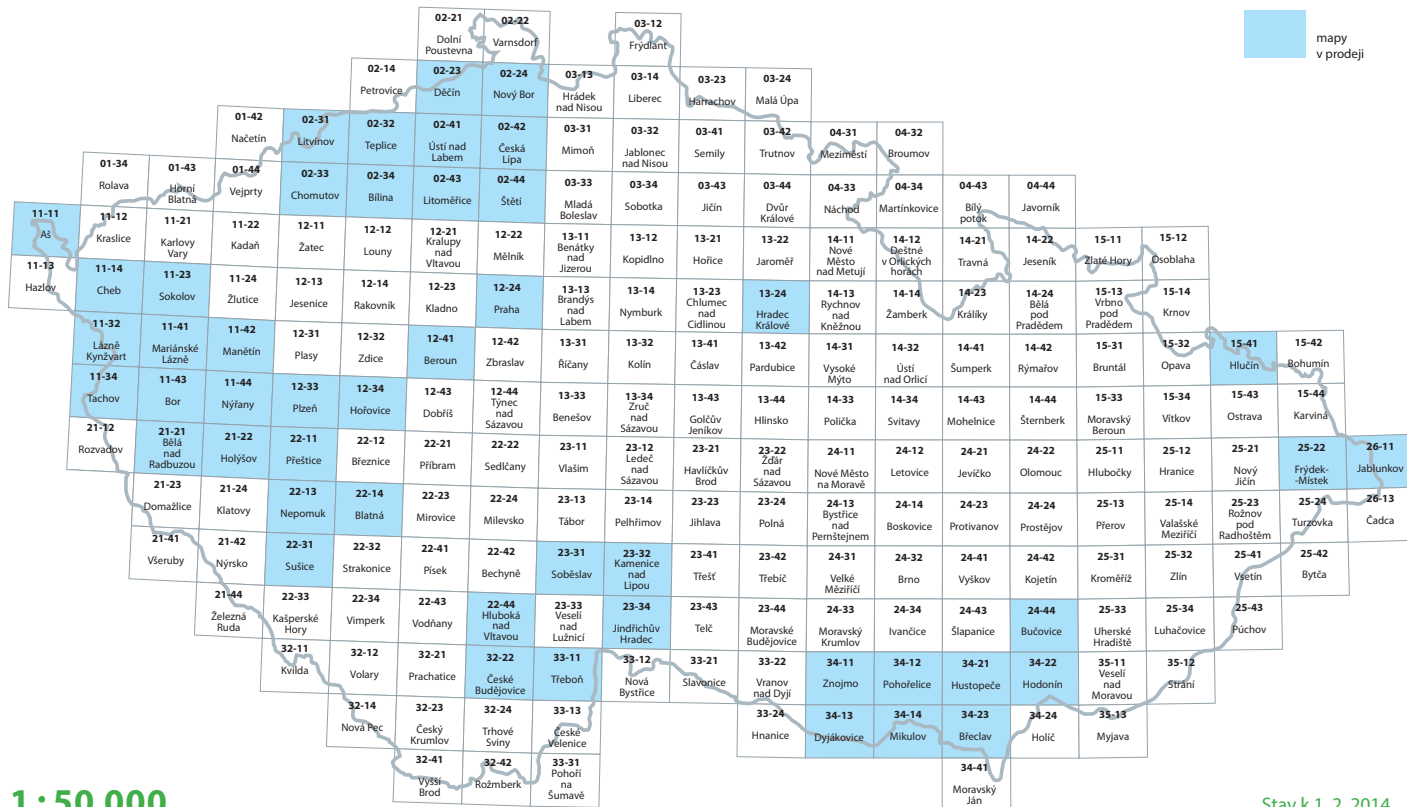 02-21
Dolní
Poustevna
02-22
Varnsdorf
03-12
Frýdlant
mapy
v prodeji
02-14
Petrovice
02-23
Děčín
02-24
Nový Bor
03-13
Hrádek
nad Nisou
03-14
Liberec
03-23
Harrachov
03-24
Malá Úpa
01-42
Načetín
02-31
Litvínov
02-32
Teplice
02-41
Ústí nad
Labem
02-42
Česká
Lípa
03-31
Mimoň
03-32
Jablonec
nad Nisou
03-41
Semily
03-42
Trutnov
04-31
Meziměstí
04-32
Broumov
01-34
Rolava
01-43
Horní
Blatná
01-44
Vejprty
02-33
Chomutov
02-34
Bílina
02-43
Litoměřice
02-44
Štětí
03-33
Mladá
Boleslav
03-34
Sobotka
03-43
Jičín
03-44
Dvůr
Králové
04-33
Náchod
04-34
Martínkovice
04-43
Bílý
potok
04-44
Javorník
11-11
Aš
11-12
Kraslice
11-21
Karlovy
Vary
11-22
Kadaň
12-11
Žatec
12-12
Louny
12-21
Kralupy
nad
Vltavou
12-22
Mělník
13-11
Benátky
nad
Jizerou
13-12
Kopidlno
13-21
Hořice
13-22
Jaroměř
14-11
Nové
Město
nad Metují
14-12
Deštné
v Orlických
horách
14-21
Travná
14-22
Jeseník
15-11
Zlaté Hory
15-12
Osoblaha
11-13
Hazlov
11-14
Cheb
11-23
Sokolov
11-24
Žlutice
12-13
Jesenice
12-14
Rakovník
12-23
Kladno
12-24
Praha
13-13
Brandýs
nad
Labem
13-14
Nymburk
13-23
Chlumec
nad
Cidlinou
13-24
Hradec
Králové
14-13
Rychnov
nad
Kněžnou
14-14
Žamberk
14-23
Králíky
14-24
Bělá
pod
Pradědem
15-13
Vrbno
pod
Pradědem
15-14
Krnov
11-32
Lázně
Kynžvart
11-41
Mariánské
Lázně
11-42
Manětín
12-31
Plasy
12-32
Zdice
12-41
Beroun
12-42
Zbraslav
13-31
Říčany
13-32
Kolín
13-41
Čáslav
13-42
Pardubice
14-31
Vysoké
Mýto
14-32
Ústí
nad Orlicí
14-41
Šumperk
14-42
Rýmařov
15-31
Bruntál
15-32
Opava
15-41
Hlučín
15-42
Bohumín
11-34
Tachov
11-43
Bor
11-44
Nýřany
12-33
Plzeň
12-34
Hořovice
12-43
Dobříš
12-44
Týnec
nad
Sázavou
13-33
Benešov
13-34
Zruč
nad
Sázavou
13-43
Golčův
Jeníkov
13-44
Hlinsko
14-33
Polička
14-34
Svitavy
14-43
Mohelnice
14-44
Šternberk
15-33
Moravský
Beroun
15-34
Vítkov
15-43
Ostrava
15-44
Karviná
21-12
Rozvadov
21-21
Bělá
nad
Radbuzou
21-22
Holýšov
22-11
Přeštice
22-12
Březnice
22-21
Příbram
22-22
Sedlčany
23-11
Vlašim
23-12
Ledeč
nad
Sázavou
23-21
Havlíčkův
Brod
23-22
Žďár
nad
Sázavou
24-11
Nové Město
na Moravě
24-12
Letovice
24-21
Jevíčko
24-22
Olomouc
25-11
Hlubočky
25-12
Hranice
25-21
Nový
Jičín
25-22
Frýdek-
-Místek
26-11
Jablunkov
21-23
Domažlice
21-24
Klatovy
22-13
Nepomuk
22-14
Blatná
22-23
Mirovice
22-24
Milevsko
23-13
Tábor
23-14
Pelhřimov
23-23
Jihlava
23-24
Polná
24-13
Bystřice
nad
Pernštejnem
24-14
Boskovice
24-23
Protivanov
24-24
Prostějov
25-13
Přerov
25-14
Valašské
Meziříčí
25-23
Rožnov
pod
Radhoštěm
25-24
Turzovka
26-13
Čadca
21-41
Všeruby
21-42
Nýrsko
22-31
Sušice
22-32
Strakonice
22-41
Písek
22-42
Bechyně
23-31
Soběslav
23-32
Kamenice
nad
Lipou
23-41
Třešť
23-42
Třebíč
24-31
Velké
Meziříčí
24-32
Brno
24-41
Vyškov
24-42
Kojetín
25-31
Kroměříž
25-32
Zlín
25-41
Vsetín
25-42
Bytča
21-44
Železná
Ruda
22-33
Kašperské
Hory
22-34
Vimperk
22-43
Vodňany
22-44
Hluboká
nad
Vltavou
23-33
Veselí
nad
Lužnicí
23-34
Jindřichův
Hradec
23-43
Telč
23-44
Moravské
Budějovice
24-33
Moravský
Krumlov
24-34
Ivančice
24-43
Šlapanice
24-44
Bučovice
25-33
Uherské
Hradiště
25-34
Luhačovice
25-43
Púchov
32-11
Kvilda
32-12
Volary
32-21
Prachatice
32-22
České
Budějovice
33-11
Třeboň
33-12
Nová
Bystřice
33-21
Slavonice
33-22
Vranov
nad Dyjí
34-11
Znojmo
34-12
Pohořelice
34-21
Hustopeče
34-22
Hodonín
35-11
Veselí
nad
Moravou
35-12
Strání
32-14
Nová Pec
32-23
Český
Krumlov
32-24
Trhové
Sviny
33-13
České
Velenice
33-24
Hnanice
34-13
Dyjákovice
34-14
Mikulov
34-23
Břeclav
34-24
Holíč
35-13
Myjava
32-41
Vyšší
Brod
32-42
Rožmberk
33-31
Pohoří
na
Šumavě
34-41
Moravský
Ján
1 : 50 000
Stav k 1. 2. 2014